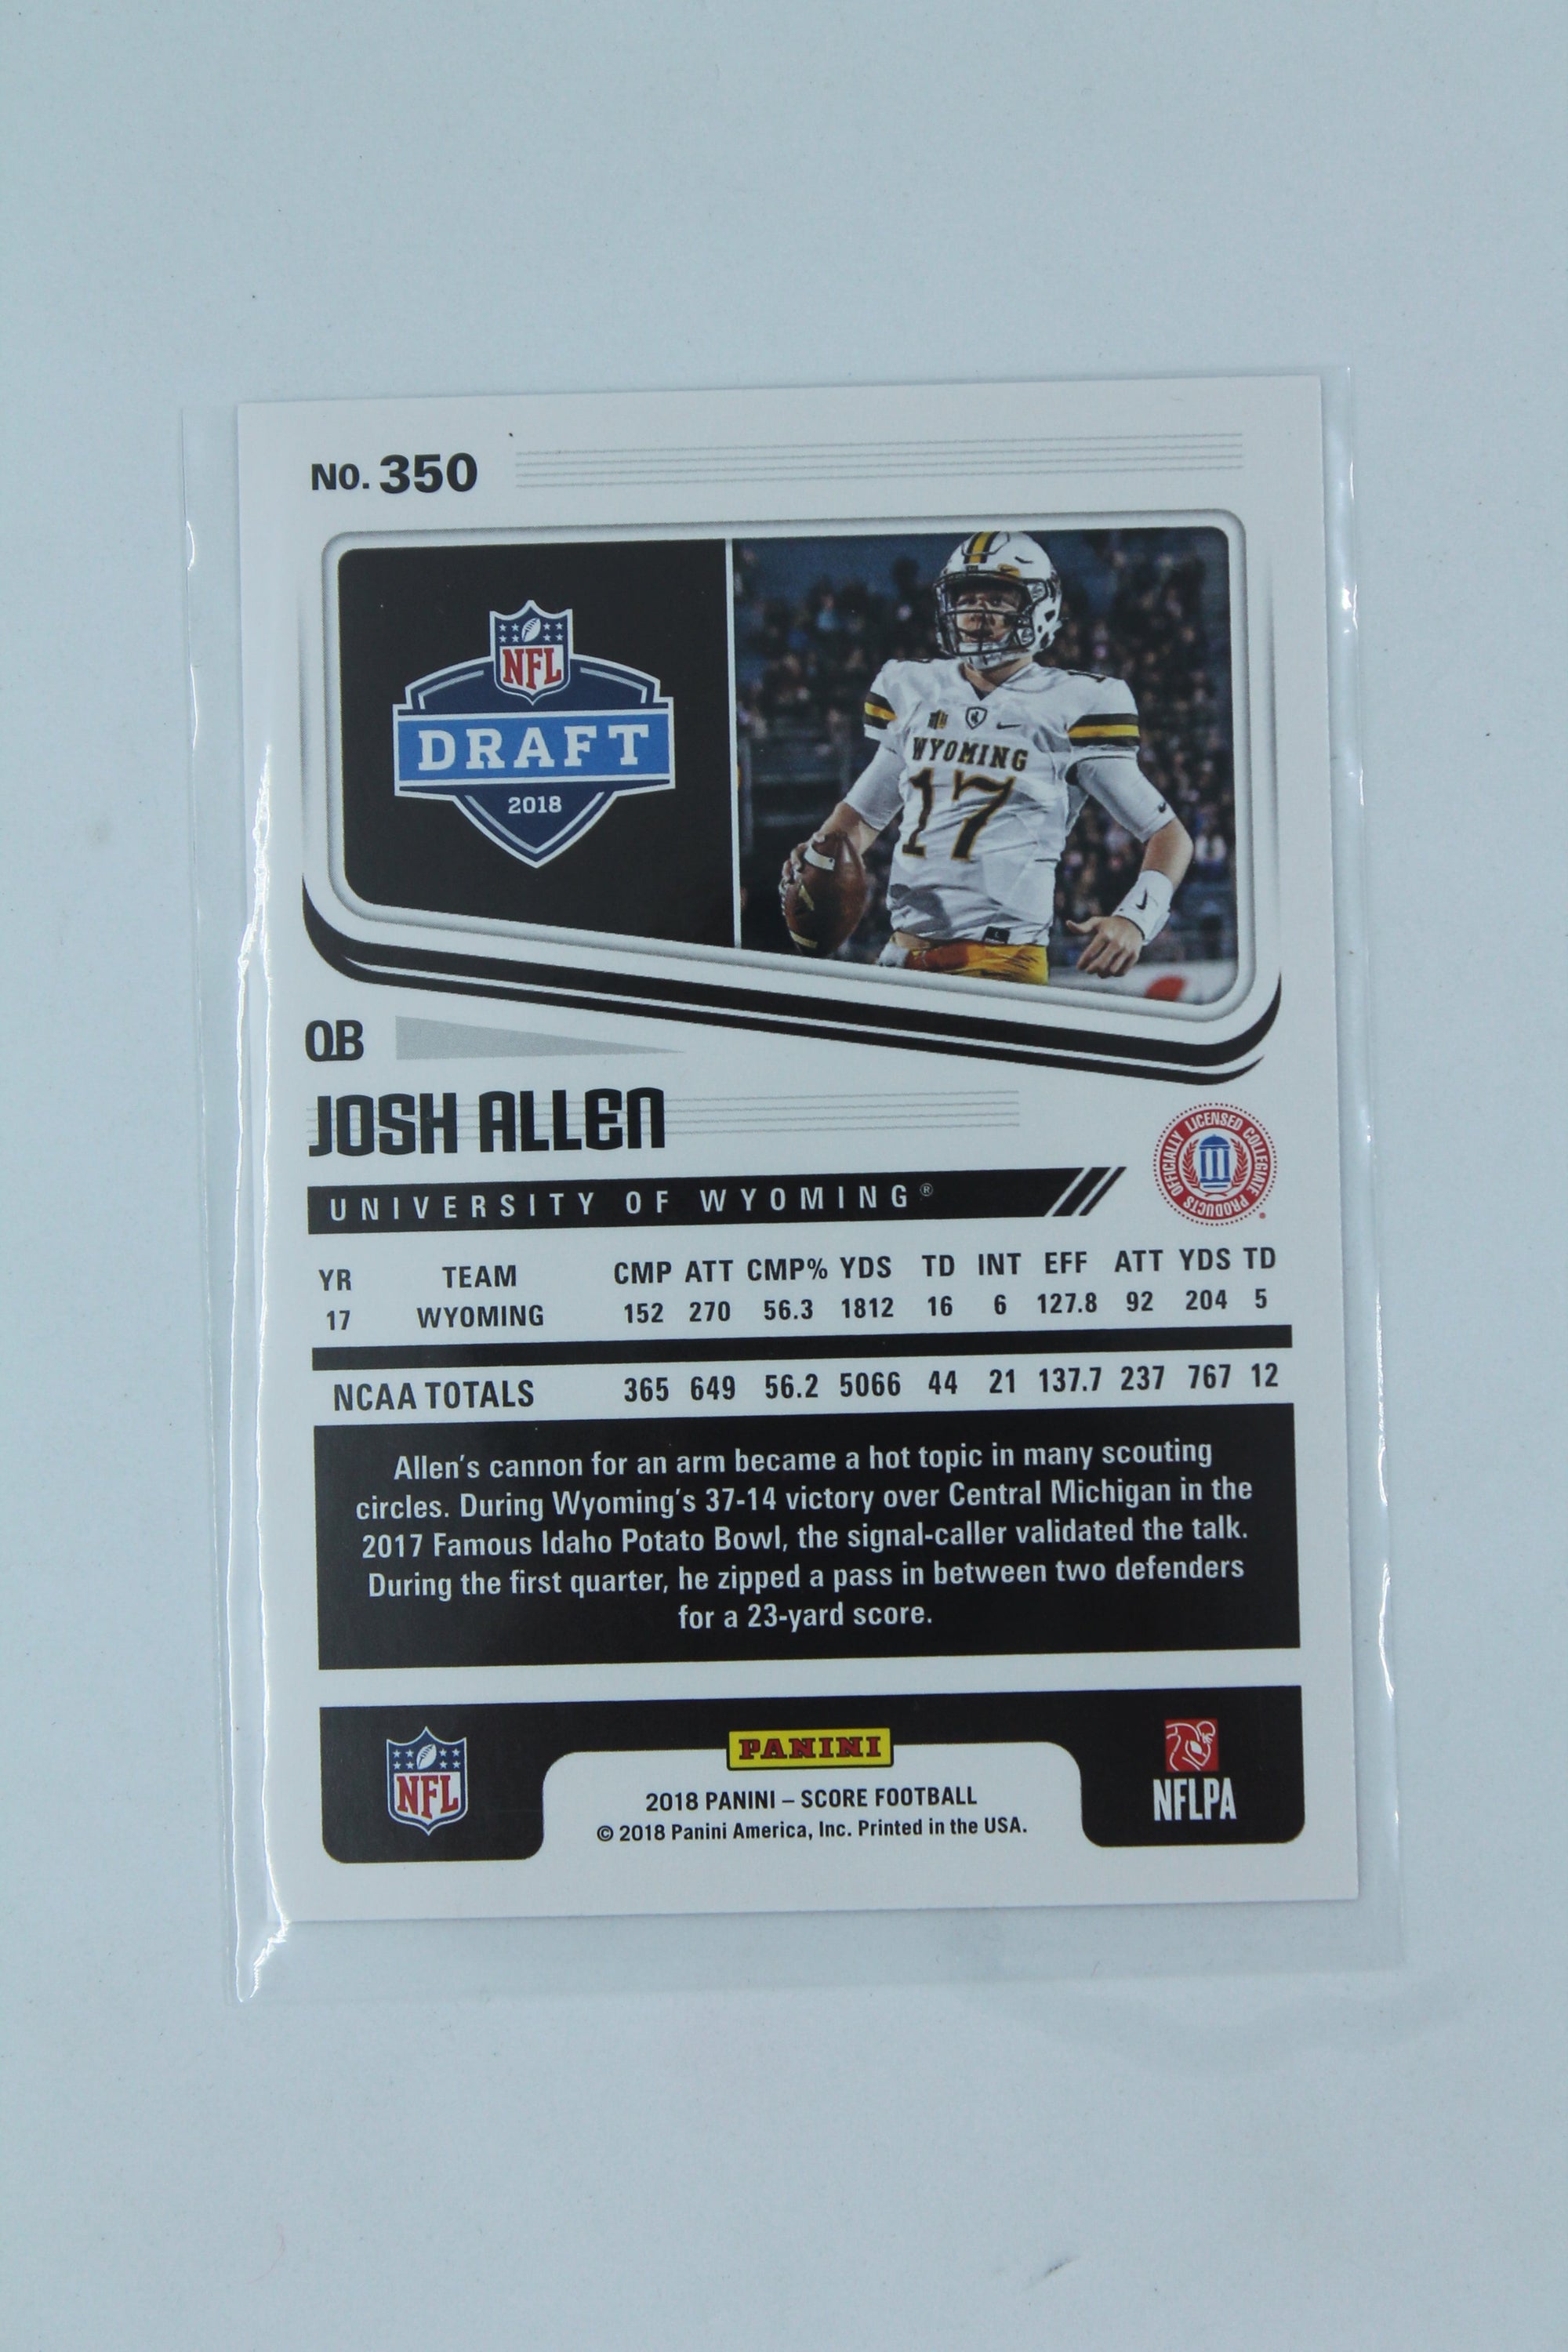 NO. 350
NFL
DRAFT
2018
WYOMING
17
QB
JOSH ALLEN
UNIVERSITY OF WYOMING®
OFFICIALLY LICENSED COLLEGIATE PRODUCTS
YR TEAM CMP ATT CMP% YDS TD INT EFF ATT YDS TD
17 WYOMING 152 270 56.3 1812 16 6 127.8 92 204 5
NCAA TOTALS 365 649 56.2 5066 44 21 137.7 237 767 12
Allen's cannon for an arm became a hot topic in many scouting
circles. During Wyoming's 37-14 victory over Central Michigan in the
2017 Famous Idaho Potato Bowl, the signal-caller validated the talk.
During the first quarter, he zipped a pass in between two defenders
for a 23-yard score.
NFL
PANINI
2018 PANINI – SCORE FOOTBALL
© 2018 Panini America, Inc. Printed in the USA.
NFLPA